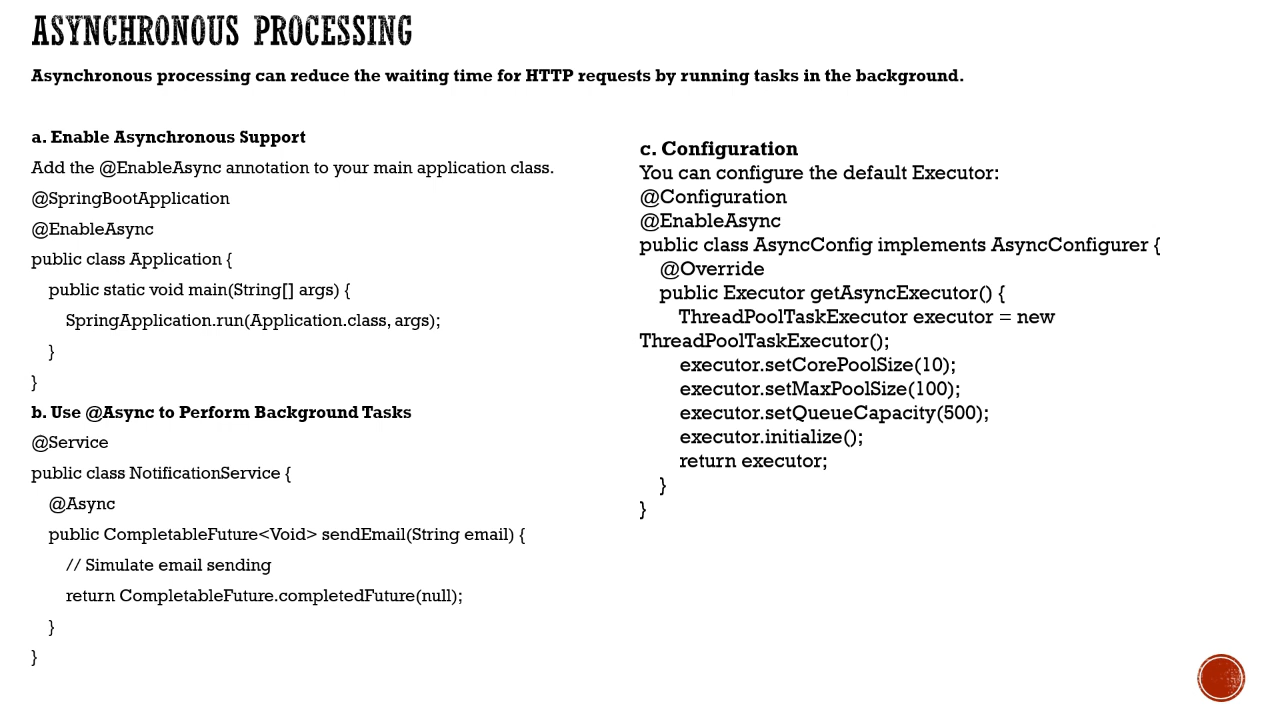 ASYNCHRONOUS PROCESSING
Asynchronous processing can reduce the waiting time for HTTP requests by running tasks in the background.
a. Enable Asynchronous Support
Add the @EnableAsync annotation to your main application class.
@SpringBootApplication
@EnableAsync
public class Application {
public static void main(String[] args) {
SpringApplication.run(Application.class, args);
}
}
b. Use @Async to Perform Background Tasks
@Service
public class NotificationService {
@Async
public CompletableFuture<Void> sendEmail(String email) {
// Simulate email sending
return CompletableFuture.completedFuture(null);
}
}
c. Configuration
You can configure the default Executor:
@Configuration
@EnableAsync
public class AsyncConfig implements AsyncConfigurer {
@Override
public Executor getAsyncExecutor() {
ThreadPoolTaskExecutor executor = new
ThreadPoolTaskExecutor();
executor.setCorePoolSize(10);
executor.setMaxPoolSize(100);
executor.setQueueCapacity(500);
executor.initialize();
return executor;
}
}